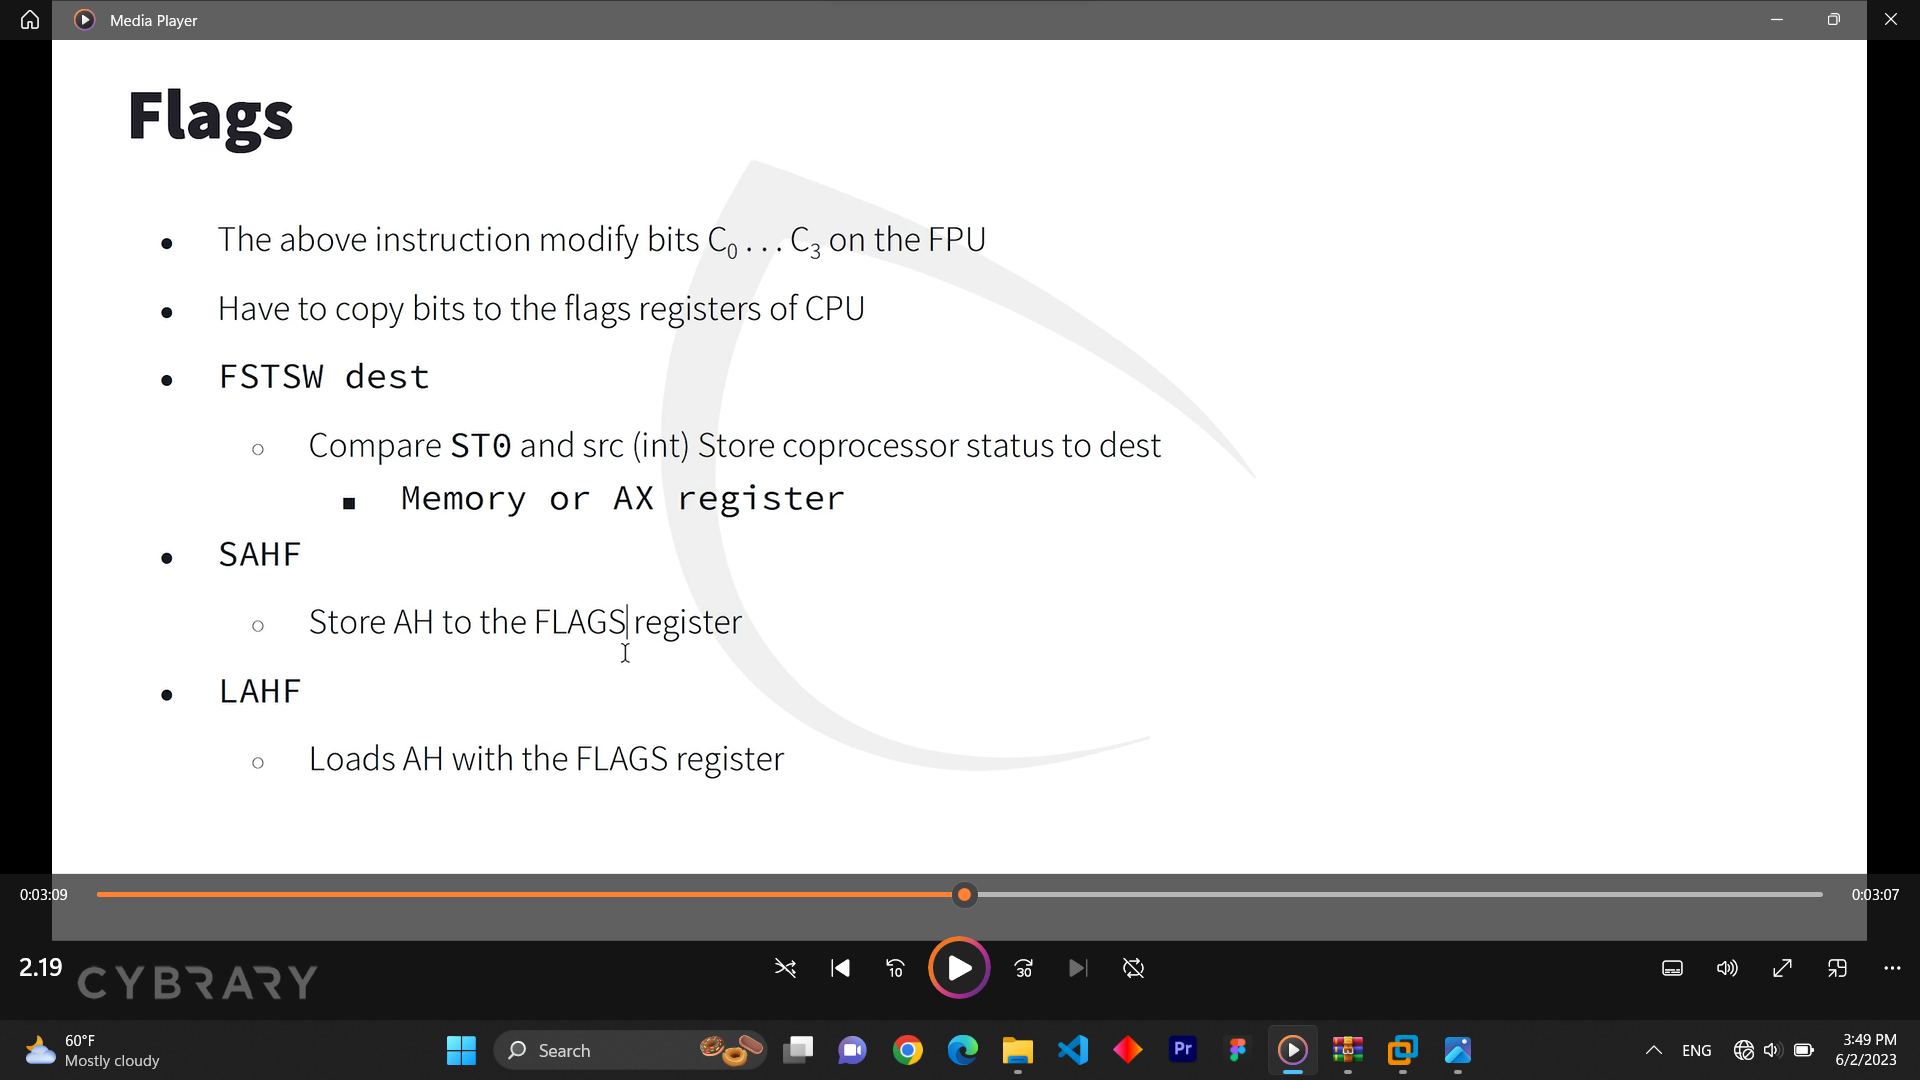 Media Player
Flags
The above instruction modify bits C0 . . . C3 on the FPU
Have to copy bits to the flags registers of CPU
FSTSW dest
Compare ST0 and src (int) Store coprocessor status to dest
Memory or AX register
SAHF
Store AH to the FLAGS register
LAHF
Loads AH with the FLAGS register
0:03:09
0:03:07
2.19
CYBRARY
10
30
60°F
Mostly cloudy
Search
Pr
ENG
3:49 PM
6/2/2023